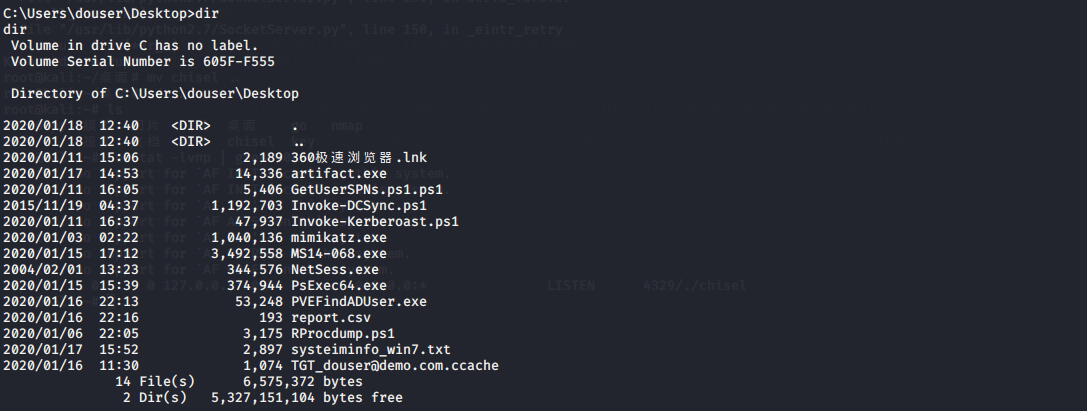 C:\Users\douser\Desktop>dir
dir
 Volume in drive C has no label.
 Volume Serial Number is 605F-F555

 Directory of C:\Users\douser\Desktop

2020/01/18  12:40    <DIR>          .
2020/01/18  12:40    <DIR>          ..
2020/01/11  15:06             2,189 360极速浏览器.lnk
2020/01/17  14:53            14,336 artifact.exe
2020/01/11  16:05             5,406 GetUserSPNs.ps1.ps1
2015/11/19  04:37         1,192,703 Invoke-DCSync.ps1
2020/01/11  16:37            47,937 Invoke-Kerberoast.ps1
2020/01/03  02:22         1,040,136 mimikatz.exe
2020/01/15  17:12         3,492,558 MS14-068.exe
2004/02/01  13:23           344,576 NetSess.exe
2020/01/15  15:39           374,944 PsExec64.exe
2020/01/16  22:13            53,248 PVEFindADUser.exe
2020/01/16  22:16               193 report.csv
2020/01/06  22:05             3,175 RProcdump.ps1
2020/01/17  15:52             2,897 systeiminfo_win7.txt
2020/01/16  11:30             1,074 TGT_douser@demo.com.ccache
              14 File(s)      6,575,372 bytes
               2 Dir(s)   5,327,151,104 bytes free